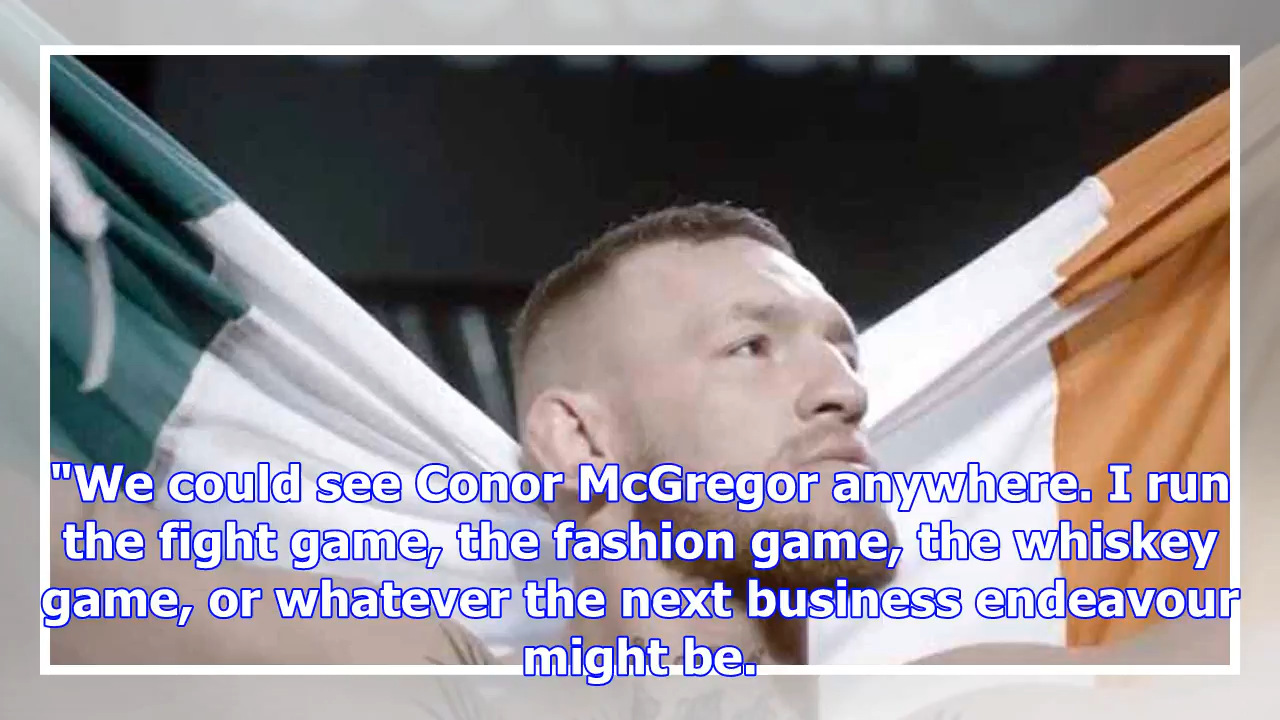 "We could see Conor McGregor anywhere. I run
the fight game, the fashion game, the whiskey
game, or whatever the next business endeavour
might be.